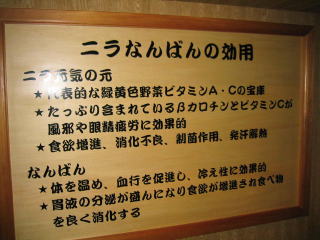 ニラなんばんの効用
ニラ元気の元
★代表的な緑黄色野菜ビタミンA・Cの宝庫
★たっぷり含まれているβカロチンとビタミンCが
風邪や眼精疲労に効果的
★食欲増進、消化不良、制菌作用、発汗解熱
なんばん
★体を温め、血行を促進し、冷え性に効果的
★胃液の分泌が盛んになり食欲が増進され食べ物
を良く消化する